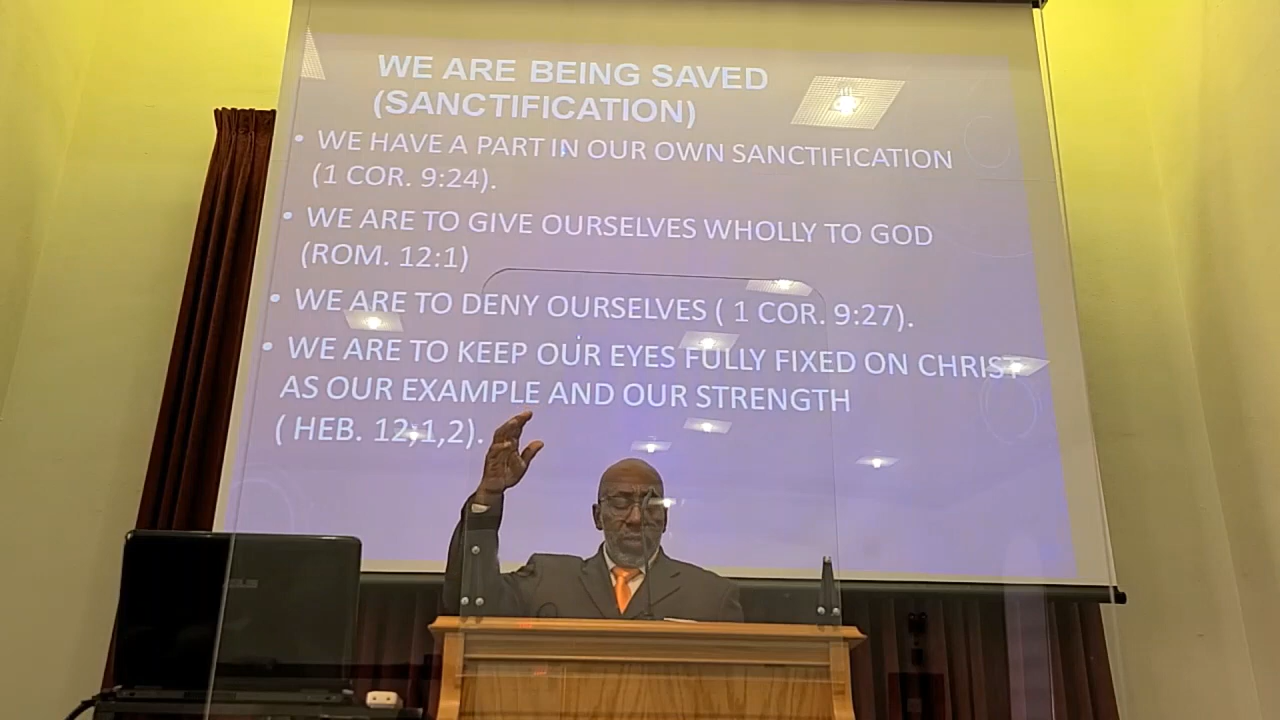 WE ARE BEING SAVED
(SANCTIFICATION)
• WE HAVE A PART IN OUR OWN SANCTIFICATION
(1 COR. 9:24).
• WE ARE TO GIVE OURSELVES WHOLLY TO GOD
(ROM. 12:1)
• WE ARE TO DENY OURSELVES ( 1 COR. 9:27).
• WE ARE TO KEEP OUR EYES FULLY FIXED ON CHRIST
AS OUR EXAMPLE AND OUR STRENGTH
( HEB. 12;1,2).